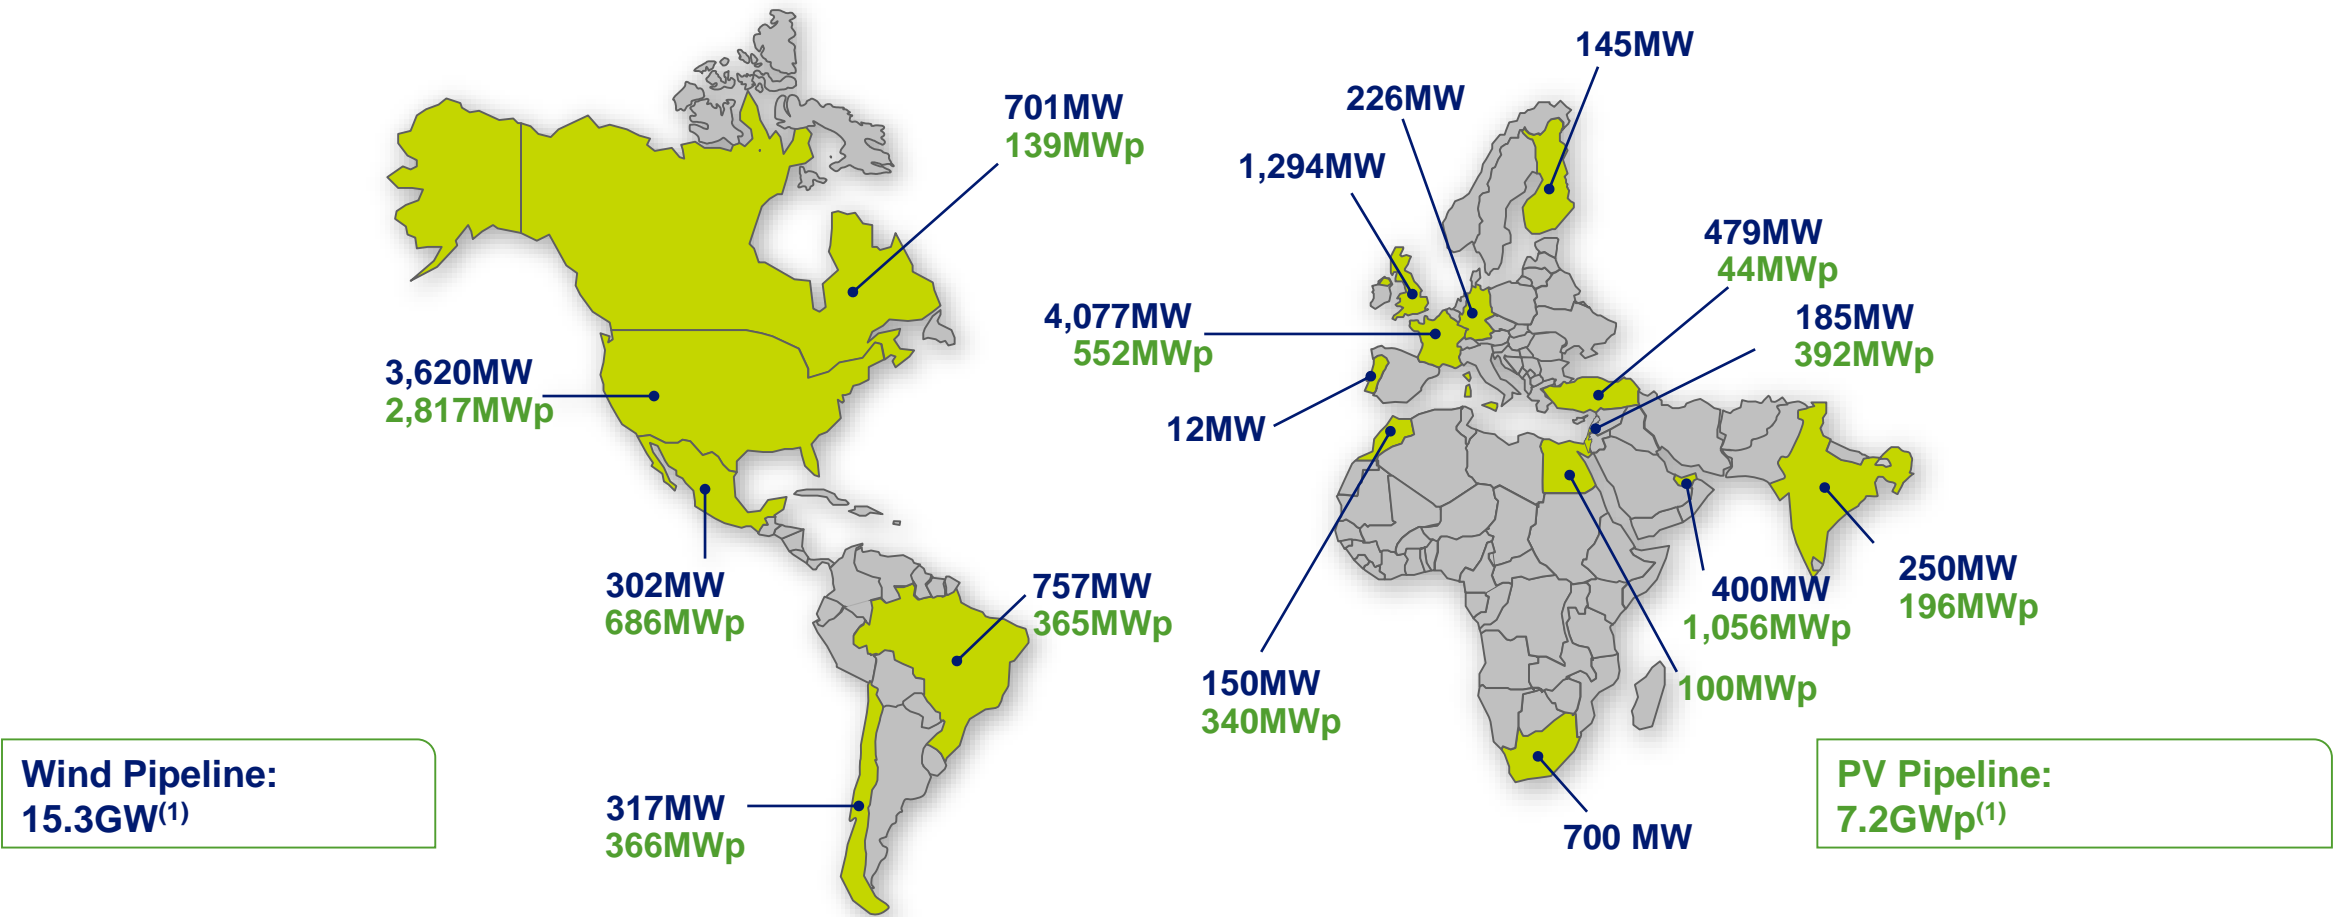 145MW
226MW
701MW
139MWp
1,294MW
479MW
44MWp
4,077MW
552MWp
185MW
392MWp
3,620MW
2,817MWp
12MW
302MW
686MWp
757MW
365MWp
250MW
196MWp
400MW
1,056MWp
150MW
340MWp
100MWp
Wind Pipeline:
15.3GW(1)
317MW
366MWp
700 MW
PV Pipeline:
7.2GWp(1)